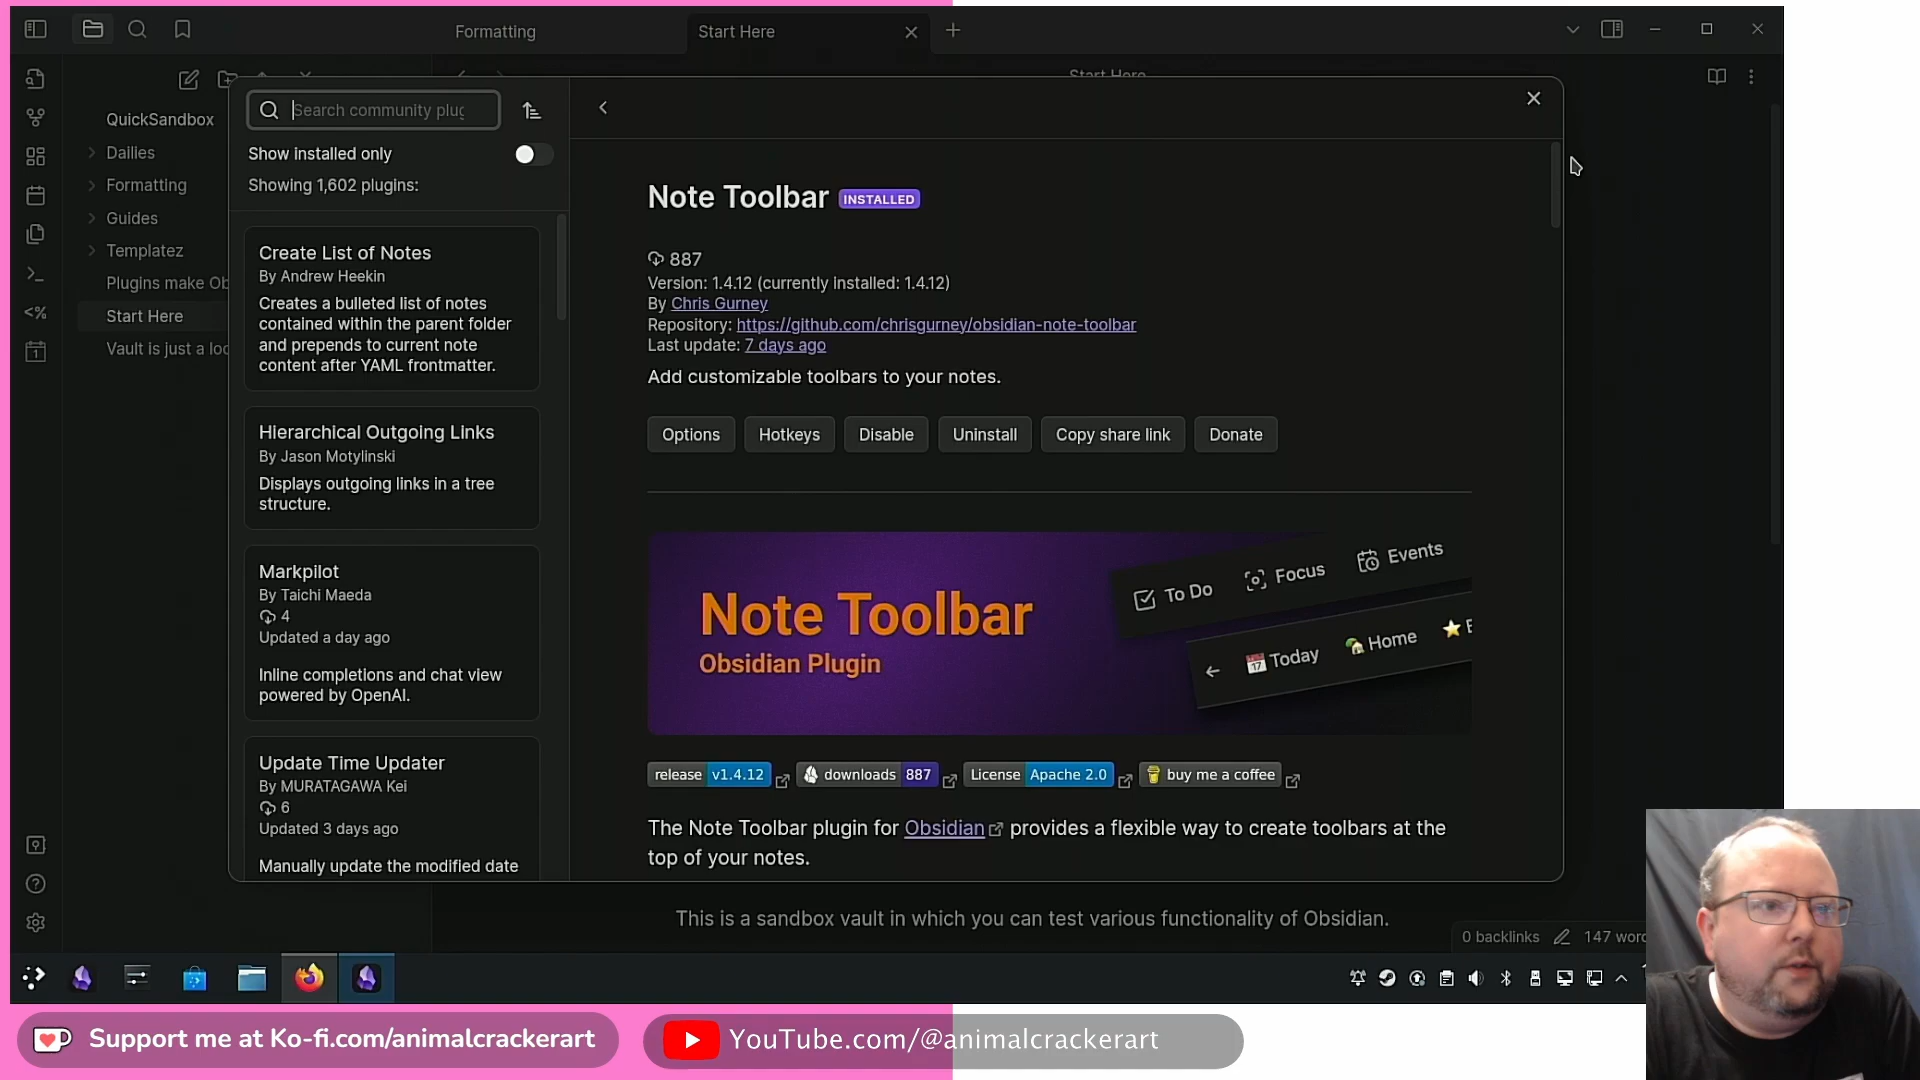 Formatting
Start Here
Start Here
QuickSandbox
Dailies
Formatting
Guides
Templatez
Plugins make Ob
Start Here
Vault is just a loc
Search community plug
Show installed only
Showing 1,602 plugins:
Create List of Notes
By Andrew Heekin
Creates a bulleted list of notes
contained within the parent folder
and prepends to current note
content after YAML frontmatter.
Hierarchical Outgoing Links
By Jason Motylinski
Displays outgoing links in a tree
structure.
Markpilot
By Taichi Maeda
4
Updated a day ago
Inline completions and chat view
powered by OpenAI.
Update Time Updater
By MURATAGAWA Kei
6
Updated 3 days ago
Manually update the modified date
Note Toolbar INSTALLED
887
Version: 1.4.12 (currently installed: 1.4.12)
By Chris Gurney
Repository: https://github.com/chrisgurney/obsidian-note-toolbar
Last update: 7 days ago
Add customizable toolbars to your notes.
Options Hotkeys Disable Uninstall Copy share link Donate
Note Toolbar
Obsidian Plugin
To Do Focus Events
Today Home E
release v1.4.12 downloads 887 License Apache 2.0 buy me a coffee
The Note Toolbar plugin for Obsidian provides a flexible way to create toolbars at the
top of your notes.
This is a sandbox vault in which you can test various functionality of Obsidian.
0 backlinks 147 word
Support me at Ko-fi.com/animalcrackerart
YouTube.com/@animalcrackerart